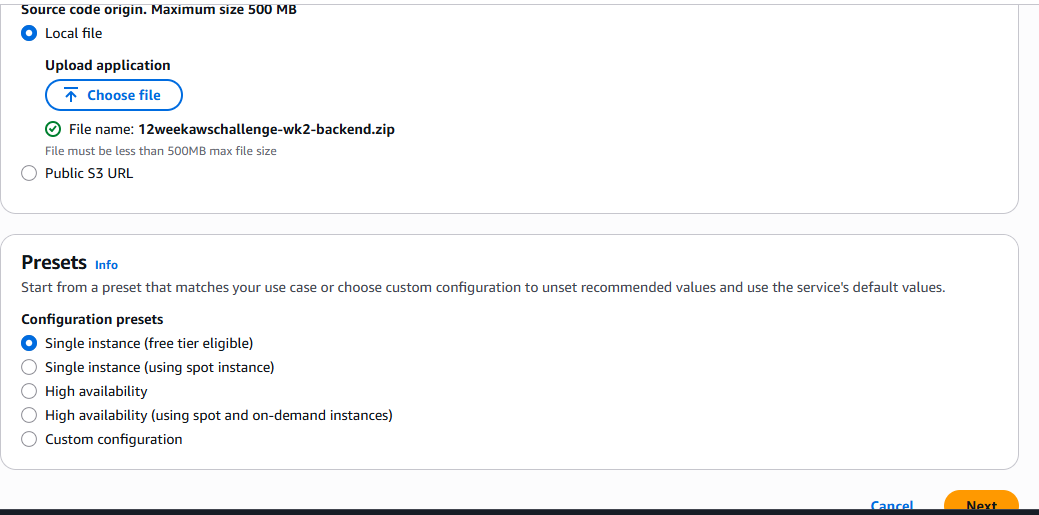 Source code origin. Maximum size 500 MB
Local file
Upload application
Choose file
File name: 12weekawschallenge-wk2-backend.zip
File must be less than 500MB max file size
Public S3 URL
Presets Info
Start from a preset that matches your use case or choose custom configuration to unset recommended values and use the service's default values.
Configuration presets
Single instance (free tier eligible)
Single instance (using spot instance)
High availability
High availability (using spot and on-demand instances)
Custom configuration
Cancel Next